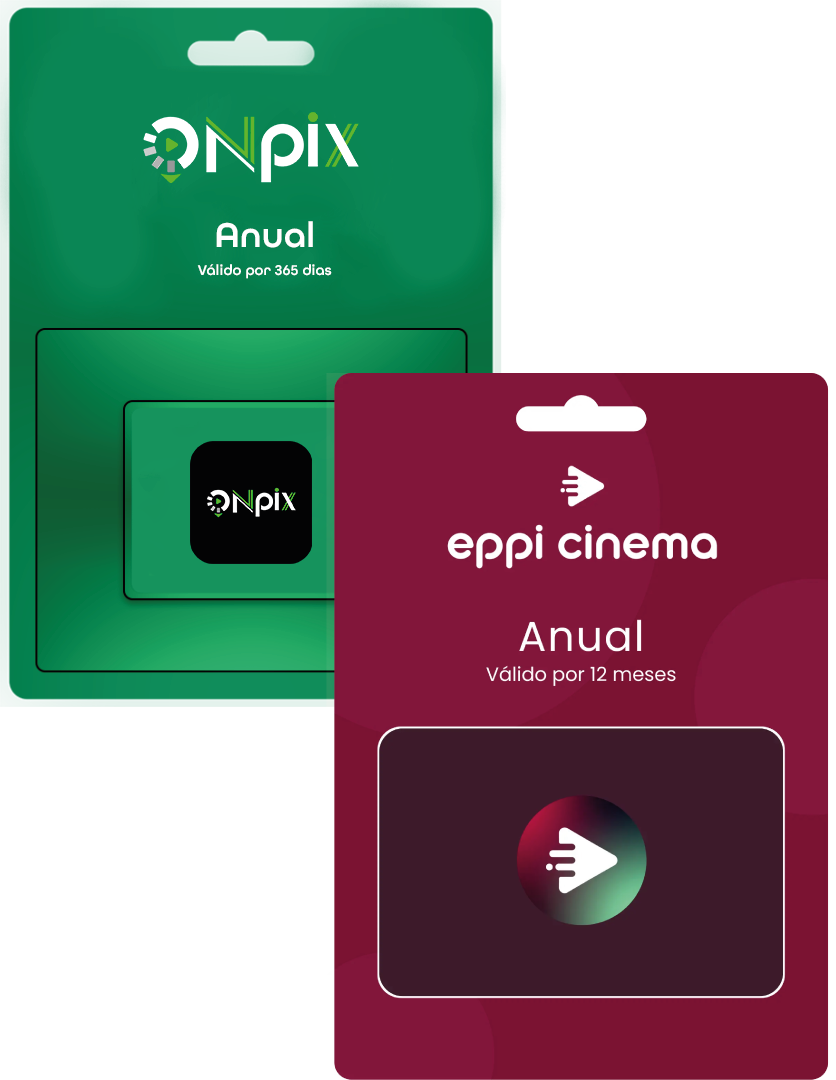 ONpix
Anual
Válido por 365 dias
ONpix
eppi cinema
Anual
Válido por 12 meses